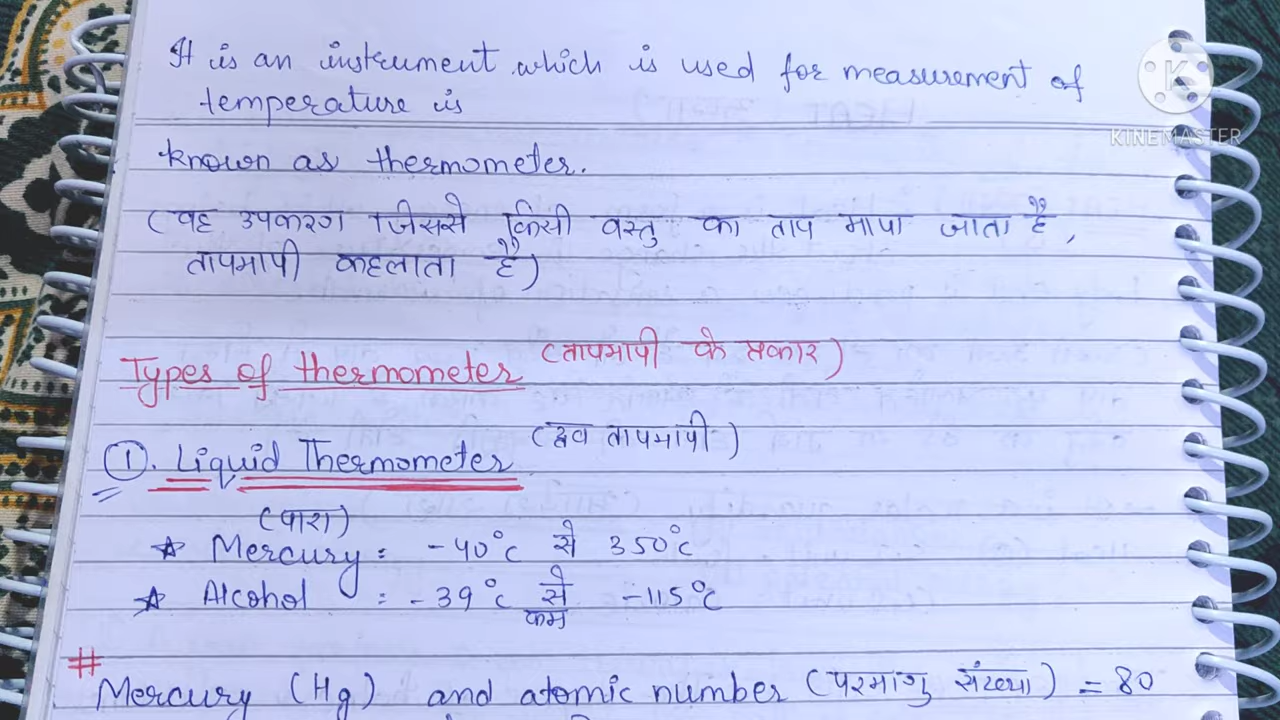 It is an instrument which is used for measurement of
temperature is
known as thermometer.
(वह उपकरण जिससे किसी वस्तु का ताप मापा जाता है,
तापमापी कहलाता है)
Types of thermometer (तापमापी के प्रकार)
①. Liquid Thermometer (द्रव तापमापी)
(पारा)
☆ Mercury = -40°c से 350°c
☆ Alcohol = -39°c से -115°c
कम
# Mercury (Hg) and atomic number (परमाणु संख्या) = 80
K
KINEMASTER